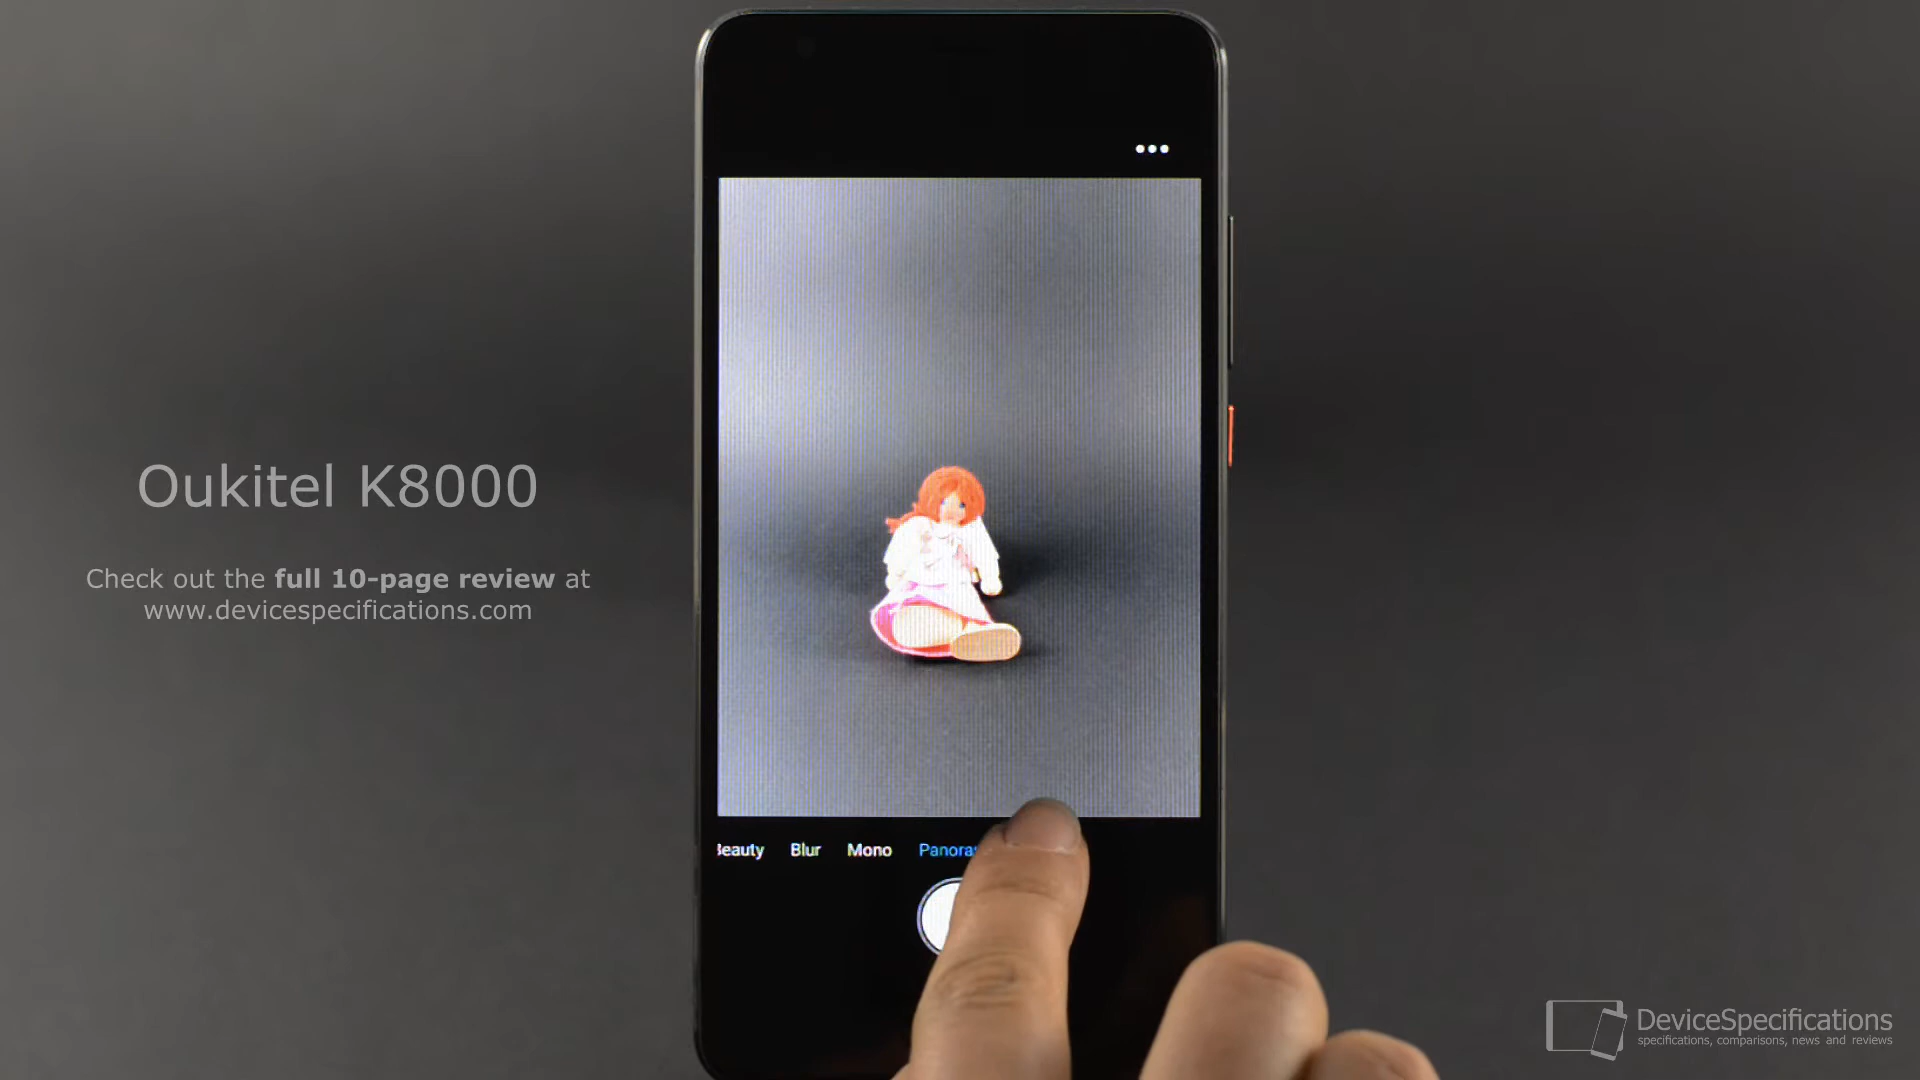 Oukitel K8000
Check out the full 10-page review at
www.devicespecifications.com
Beauty Blur Mono
DeviceSpecifications
specifications, comparisons, news and reviews